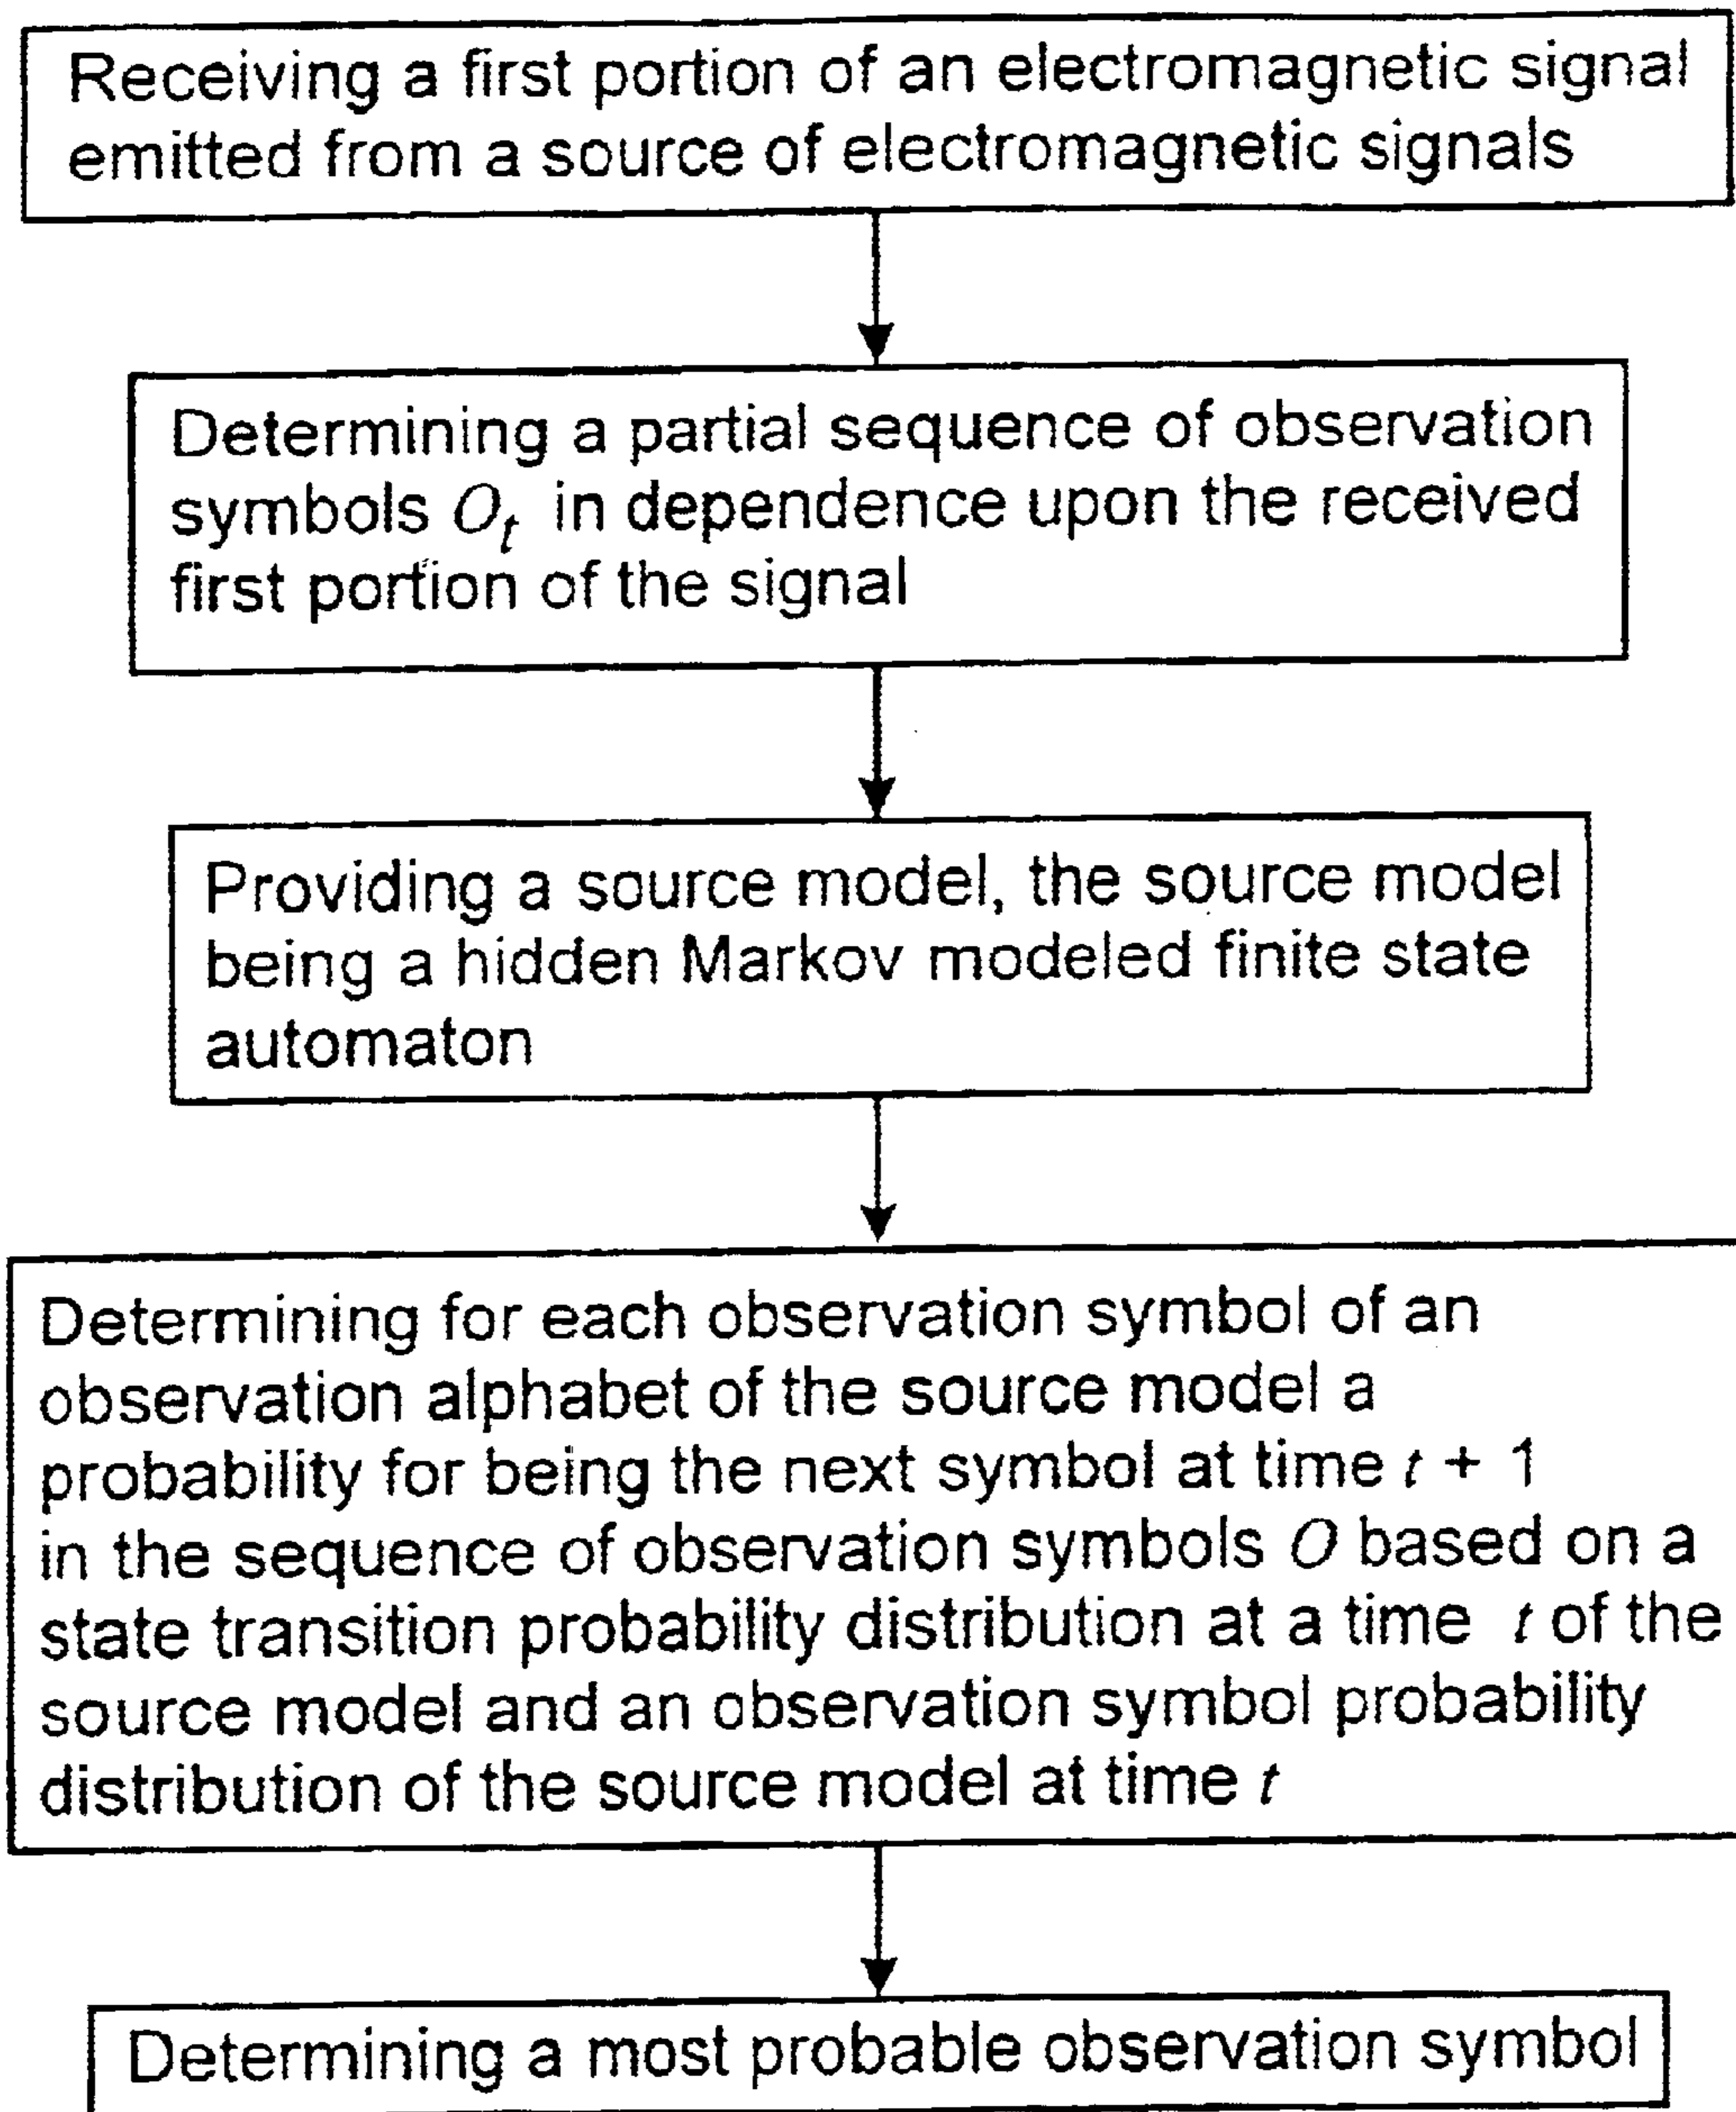 Receiving a first portion of an electromagnetic signal
emitted from a source of electromagnetic signals
Determining a partial sequence of observation
symbols Oₜ in dependence upon the received
first portion of the signal
Providing a source model, the source model
being a hidden Markov modeled finite state
automaton
Determining for each observation symbol of an
observation alphabet of the source model a
probability for being the next symbol at time t + 1
in the sequence of observation symbols O based on a
state transition probability distribution at a time t of the
source model and an observation symbol probability
distribution of the source model at time t
Determining a most probable observation symbol